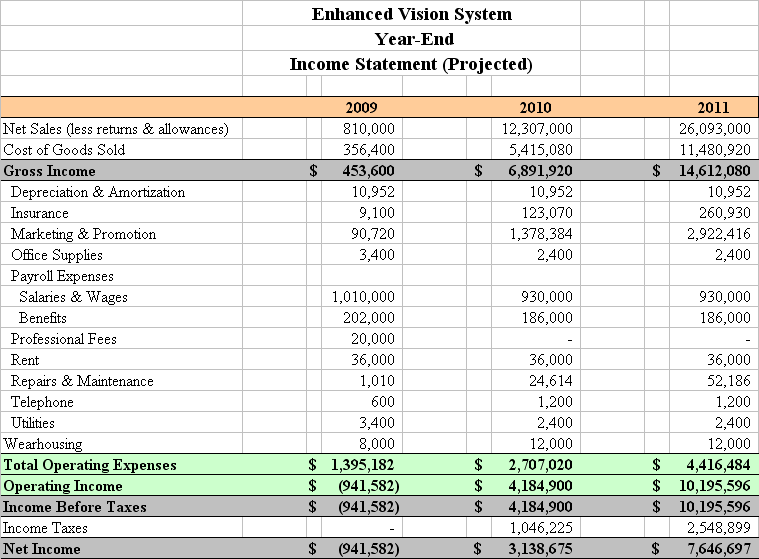 Enhanced Vision System
Year-End
Income Statement (Projected)
2009 2010 2011
Net Sales (less returns & allowances) 810,000 12,307,000 26,093,000
Cost of Goods Sold 356,400 5,415,080 11,480,920
Gross Income $ 453,600 $ 6,891,920 $ 14,612,080
Depreciation & Amortization 10,952 10,952 10,952
Insurance 9,100 123,070 260,930
Marketing & Promotion 90,720 1,378,384 2,922,416
Office Supplies 3,400 2,400 2,400
Payroll Expenses
Salaries & Wages 1,010,000 930,000 930,000
Benefits 202,000 186,000 186,000
Professional Fees 20,000 - -
Rent 36,000 36,000 36,000
Repairs & Maintenance 1,010 24,614 52,186
Telephone 600 1,200 1,200
Utilities 3,400 2,400 2,400
Wearhousing 8,000 12,000 12,000
Total Operating Expenses $ 1,395,182 $ 2,707,020 $ 4,416,484
Operating Income $ (941,582) $ 4,184,900 $ 10,195,596
Income Before Taxes $ (941,582) $ 4,184,900 $ 10,195,596
Income Taxes - 1,046,225 2,548,899
Net Income $ (941,582) $ 3,138,675 $ 7,646,697